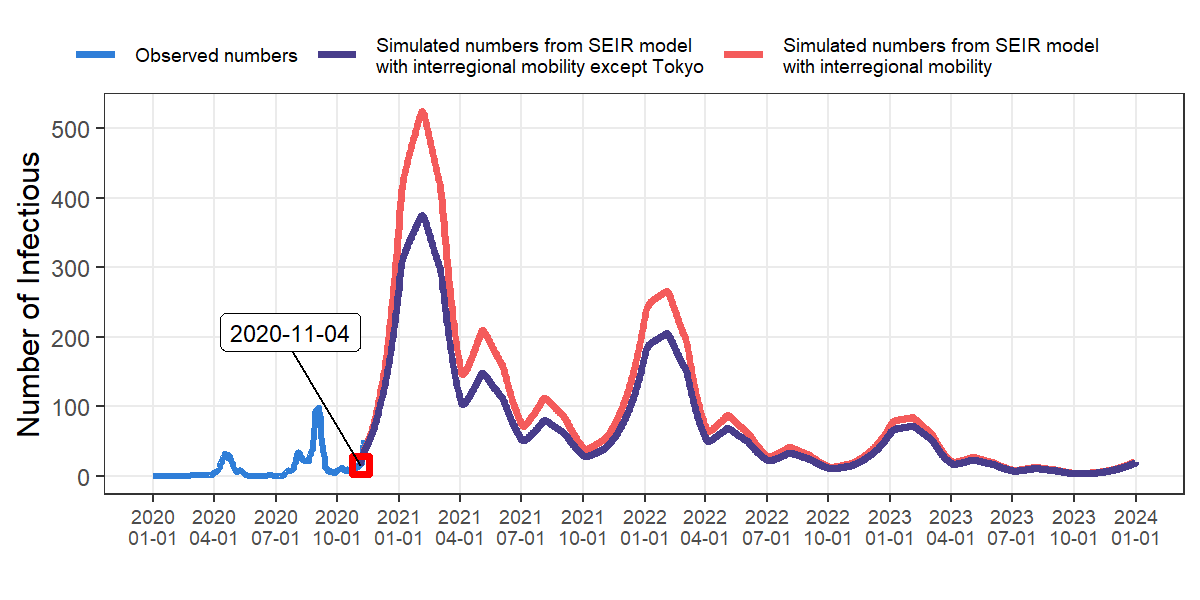 Observed numbers
Simulated numbers from SEIR model
with interregional mobility except Tokyo
Simulated numbers from SEIR model
with interregional mobility
Number of Infectious
500
400
300
200
100
0
2020-11-04
2020 2020 2020 2020 2021 2021 2021 2021 2022 2022 2022 2022 2023 2023 2023 2023 2024
01-01 04-01 07-01 10-01 01-01 04-01 07-01 10-01 01-01 04-01 07-01 10-01 01-01 04-01 07-01 10-01 01-01